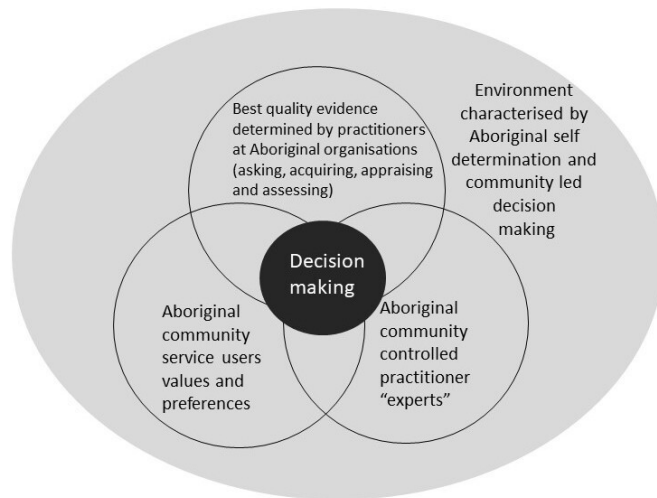 Best quality evidence
determined by practitioners
at Aboriginal organisations
(asking, acquiring, appraising
and assessing)
Environment
characterised by
Aboriginal self
determination and
community led
decision
making
Decision
making
Aboriginal
community
service users
values and
preferences
Aboriginal
community
controlled
practitioner
“experts”